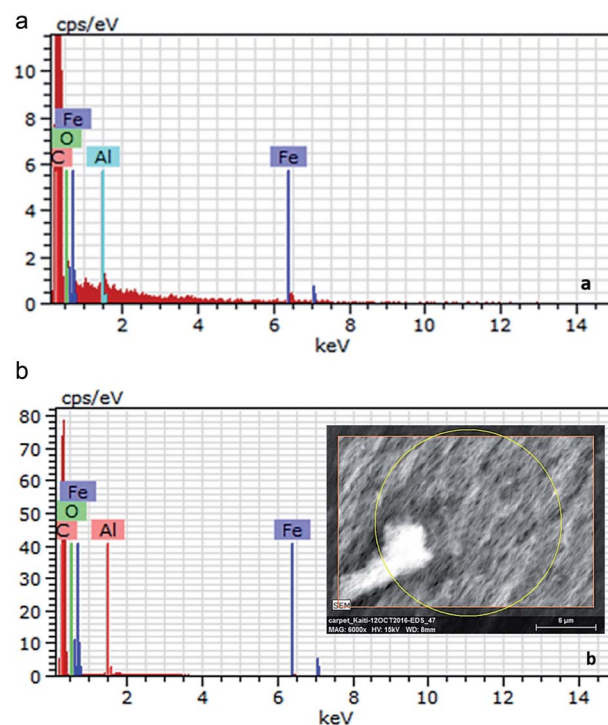 a
cps/eV
10
8
6
4
2
0
Fe
O
C
Al
Fe
2 4 6 8 10 12 14
keV
a
b
cps/eV
80
70
60
50
40
30
20
10
0
Fe
O
C
Al
Fe
2 4 6 8 10 12 14
keV
SEM
carpet_Kaiti-12OCT2016-EDS_47
MAG: 6000x HV: 15kV WD: 8mm
6 µm
b